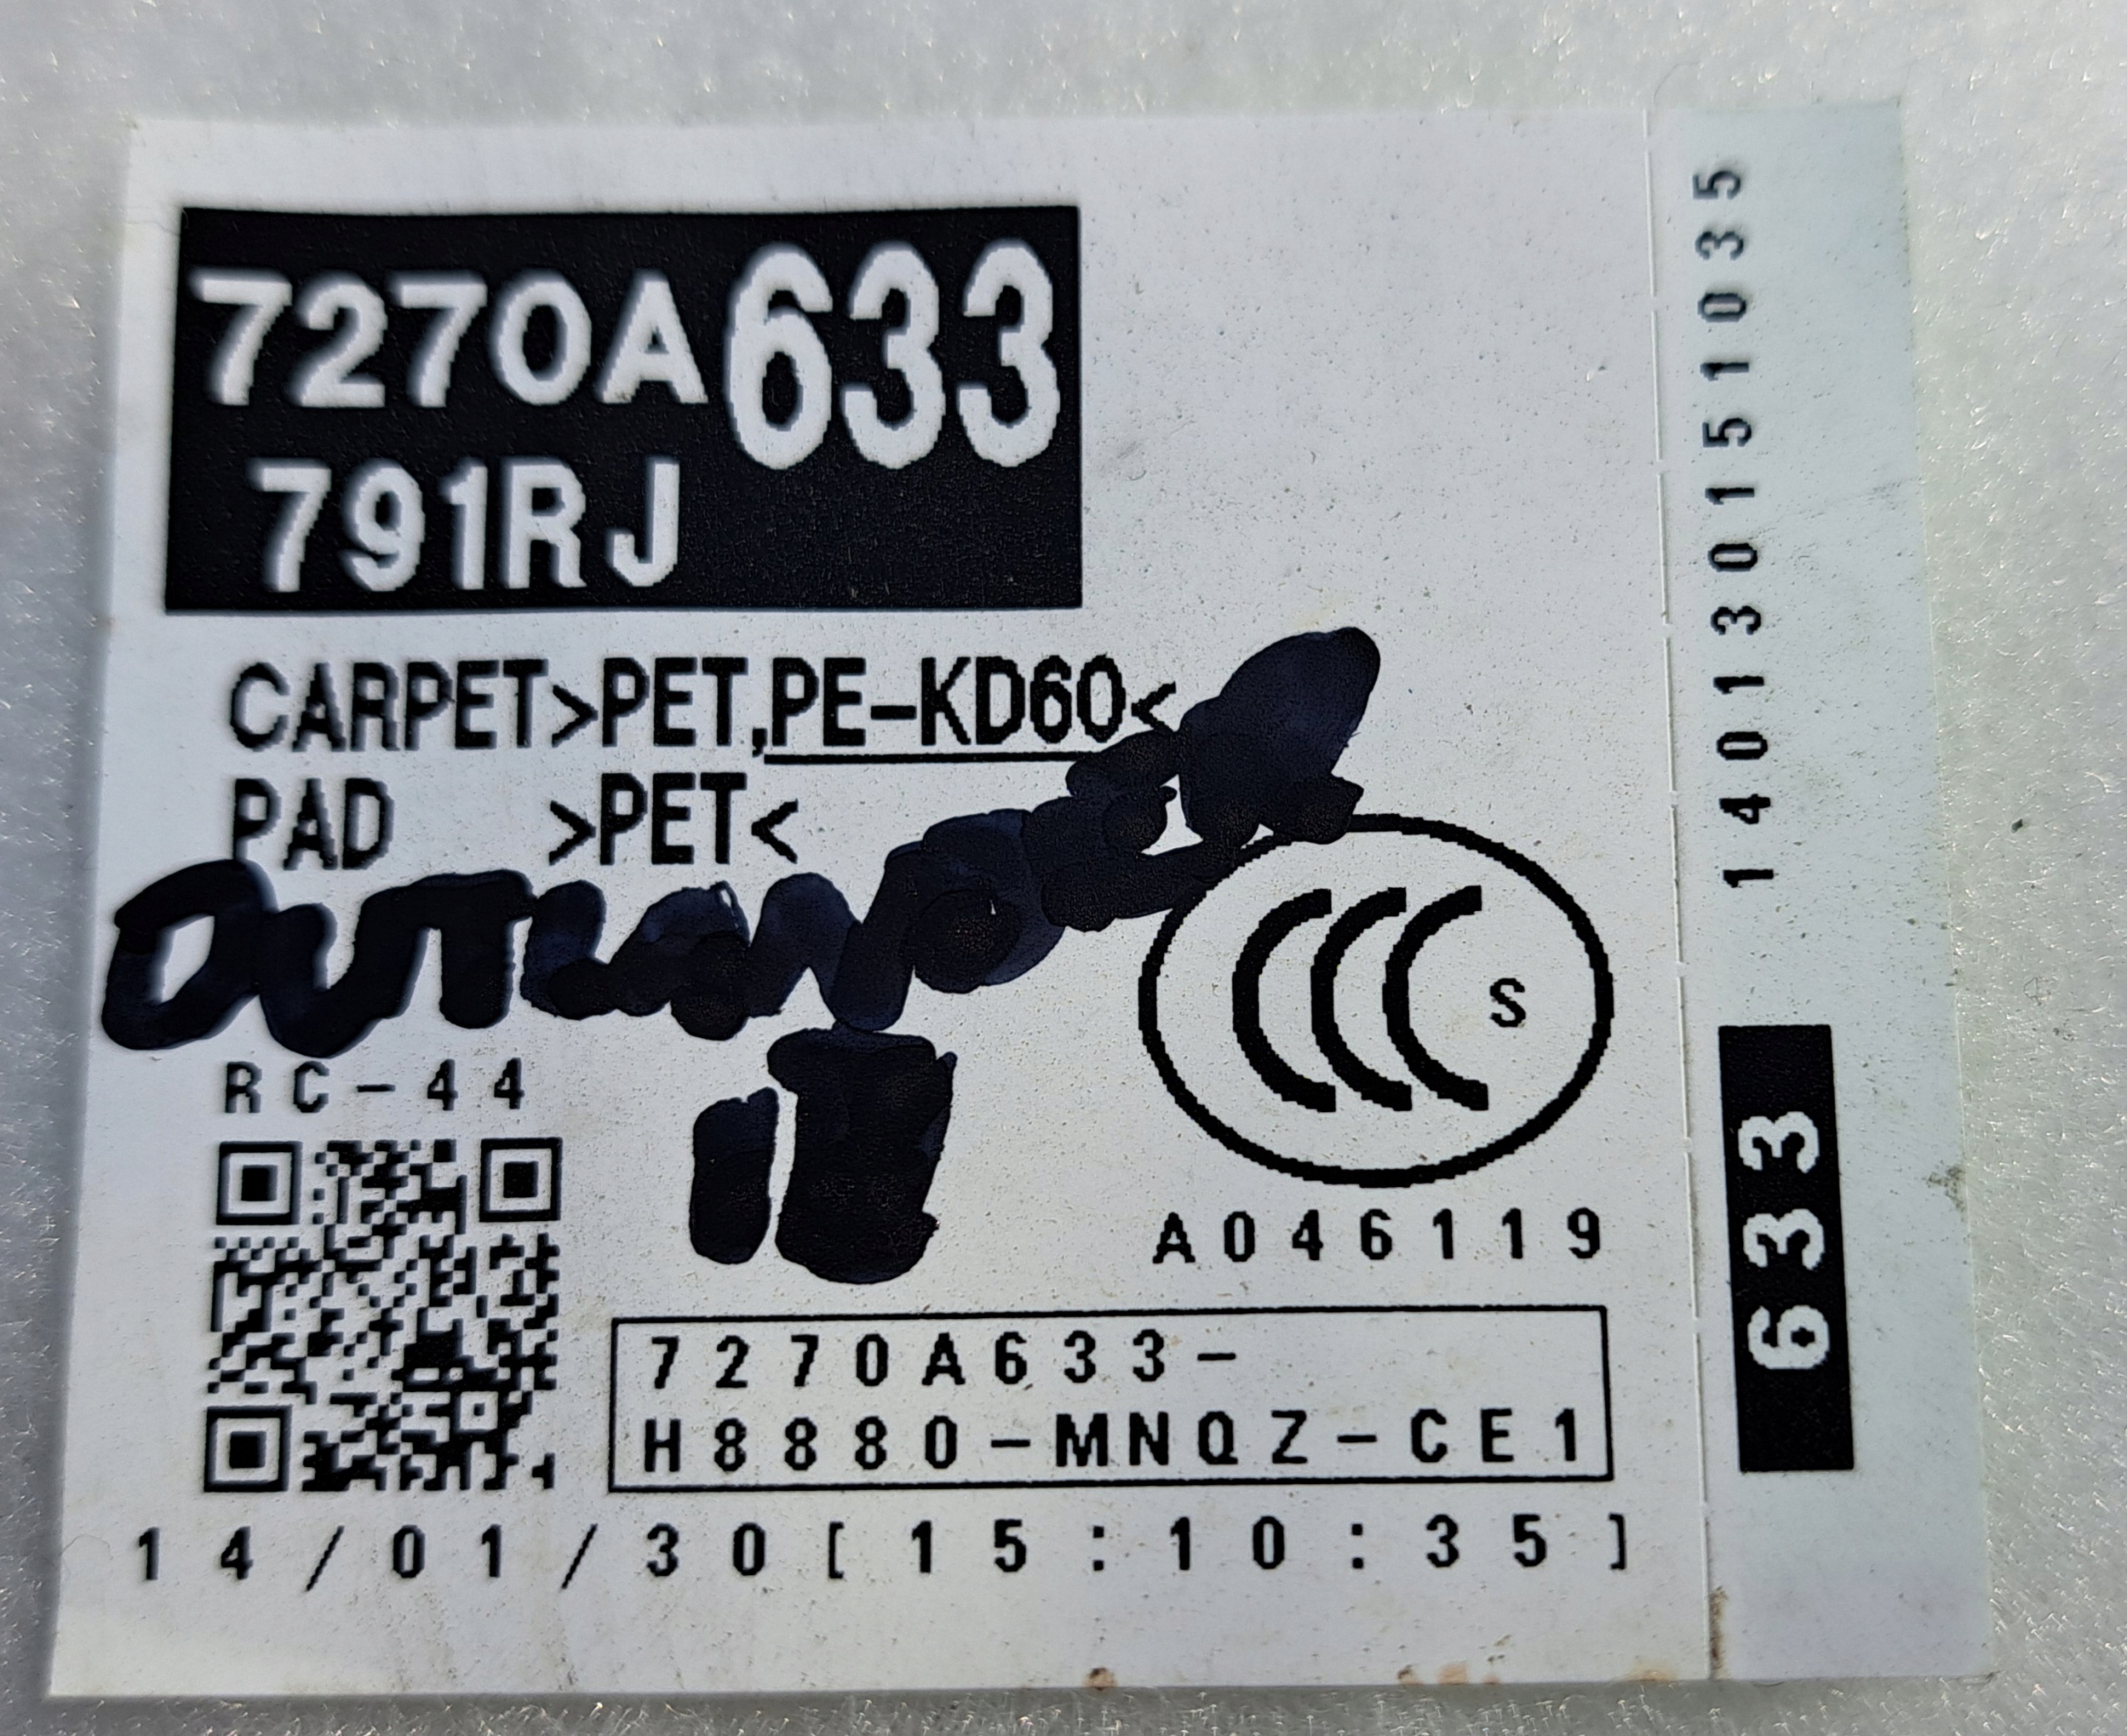 7270A633
791RJ
CARPET>PET,PE-KD60<
PAD >PET<
RC-44
CCC S
A046119
7270A633-
H8880-MNQZ-CE1
14/01/30[15:10:35]
140130151035
633